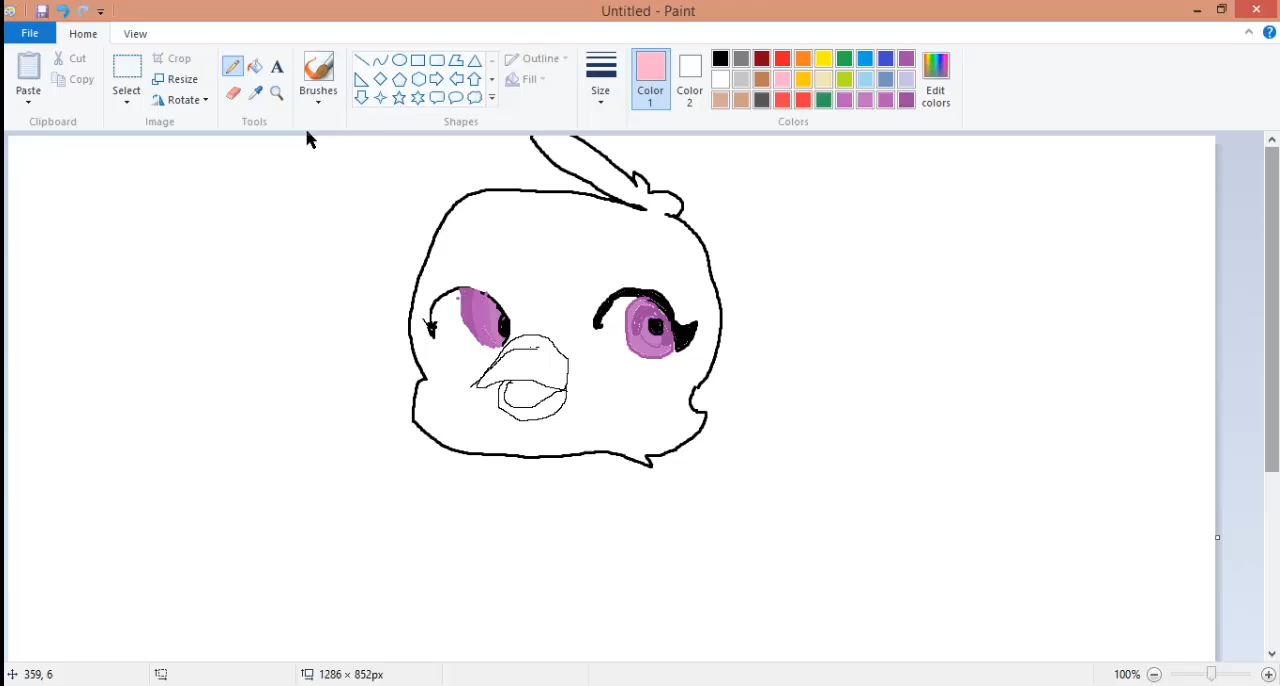 Untitled - Paint
File Home View
Paste
Cut
Copy
Clipboard
Select
Crop
Resize
Rotate
Image
Tools
Brushes
Shapes
Outline
Fill
Size
Color 1
Color 2
Colors
Edit colors
359, 6
1286 × 852px
100%